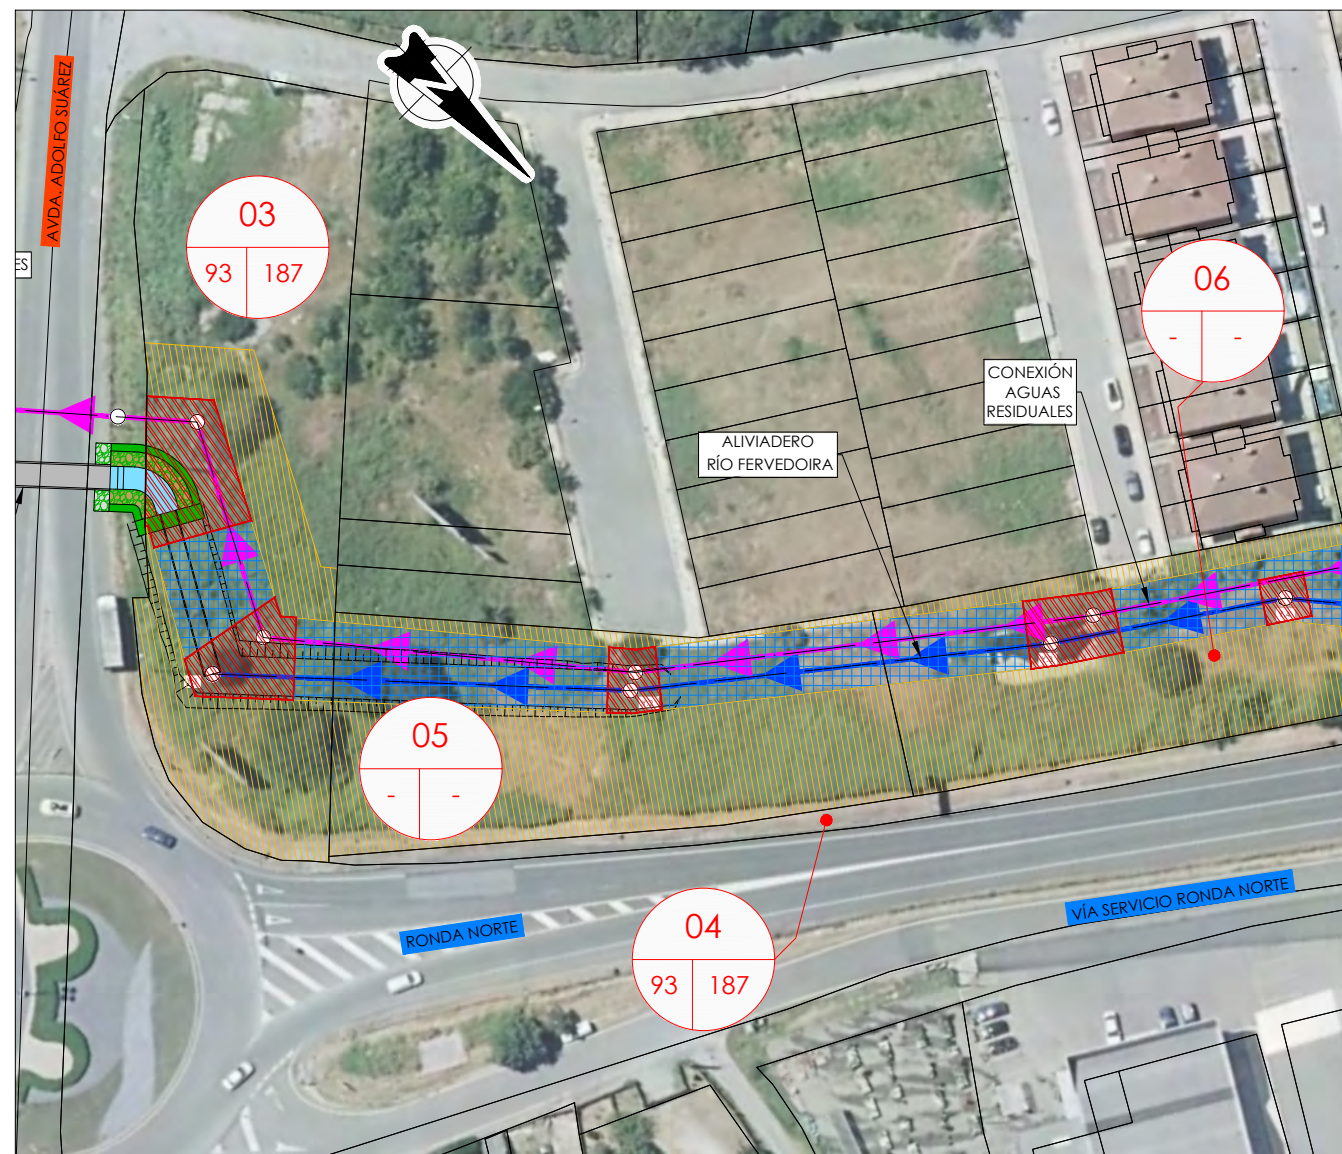 AVDA. ADOLFO SUÁREZ
03
93 187
ES
06
- -
CONEXIÓN
AGUAS
RESIDUALES
ALIVIADERO
RÍO FERVEDOIRA
05
- -
04
93 187
RONDA NORTE
VÍA SERVICIO RONDA NORTE